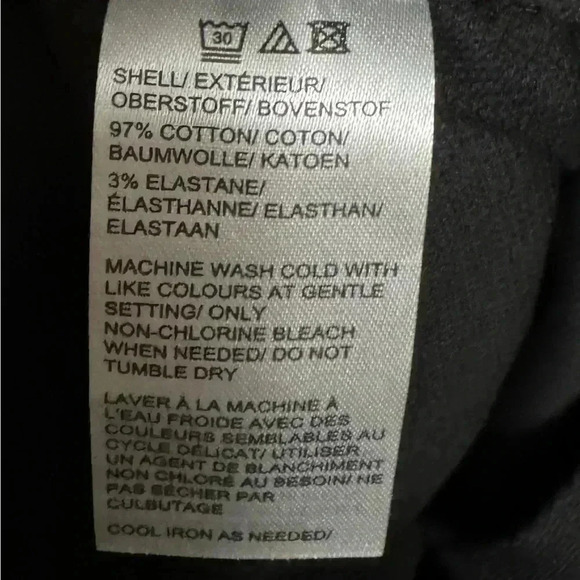 30
SHELL/ EXTÉRIEUR/
OBERSTOFF/ BOVENSTOF
97% COTTON/ COTON/
BAUMWOLLE/ KATOEN
3% ELASTANE/
ÉLASTHANNE/ ELASTHAN/
ELASTAAN
MACHINE WASH COLD WITH
LIKE COLOURS AT GENTLE
SETTING/ ONLY
NON-CHLORINE BLEACH
WHEN NEEDED/ DO NOT
TUMBLE DRY
LAVER À LA MACHINE À
L'EAU FROIDE AVEC DES
COULEURS SEMBLABLES AU
CYCLE DÉLICAT/ UTILISER
UN AGENT DE BLANCHIMENT
NON CHLORÉ AU BESOIN/ NE
PAS SÉCHER PAR
CULBUTAGE
COOL IRON AS NEEDED/